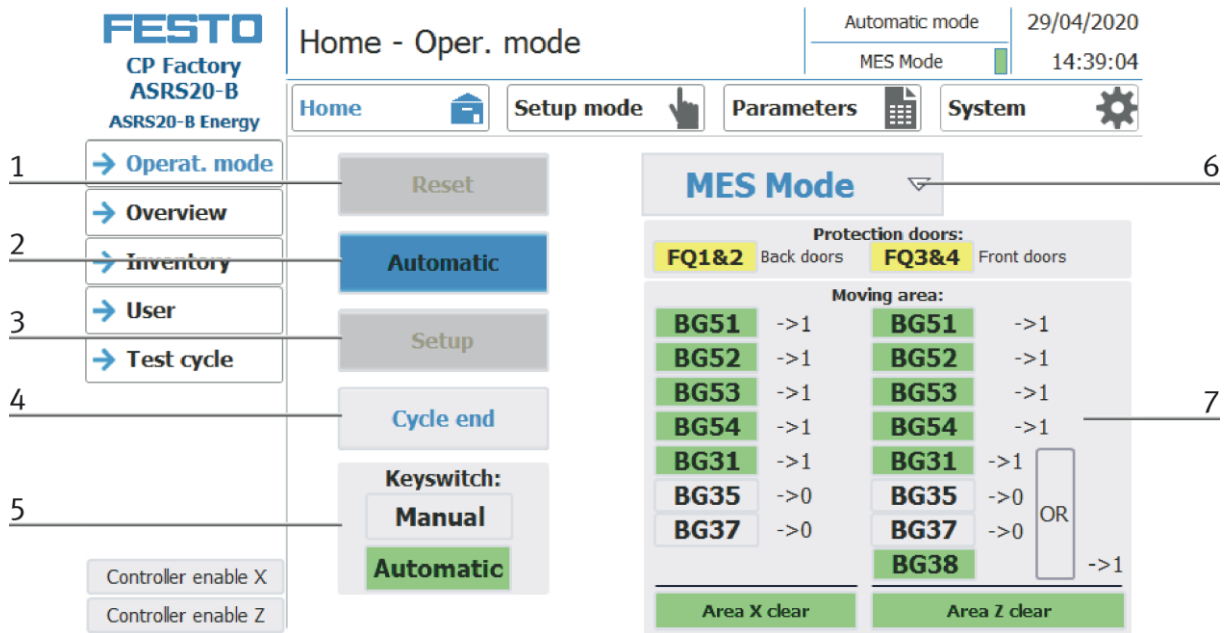 FESTO
CP Factory
ASRS20-B
ASRS20-B Energy
Home - Oper. mode
Automatic mode
MES Mode
29/04/2020
14:39:04
Home
Setup mode
Parameters
System
1
2
3
4
5
6
7
Operat. mode
Overview
Inventory
User
Test cycle
Controller enable X
Controller enable Z
Reset
Automatic
Setup
Cycle end
Keyswitch:
Manual
Automatic
MES Mode
Protection doors:
FQ1&2 Back doors FQ3&4 Front doors
Moving area:
BG51 ->1 BG51 ->1
BG52 ->1 BG52 ->1
BG53 ->1 BG53 ->1
BG54 ->1 BG54 ->1
BG31 ->1 BG31 ->1
BG35 ->0 BG35 ->0
OR
BG37 ->0 BG37 ->0
BG38 ->1
Area X clear Area Z clear